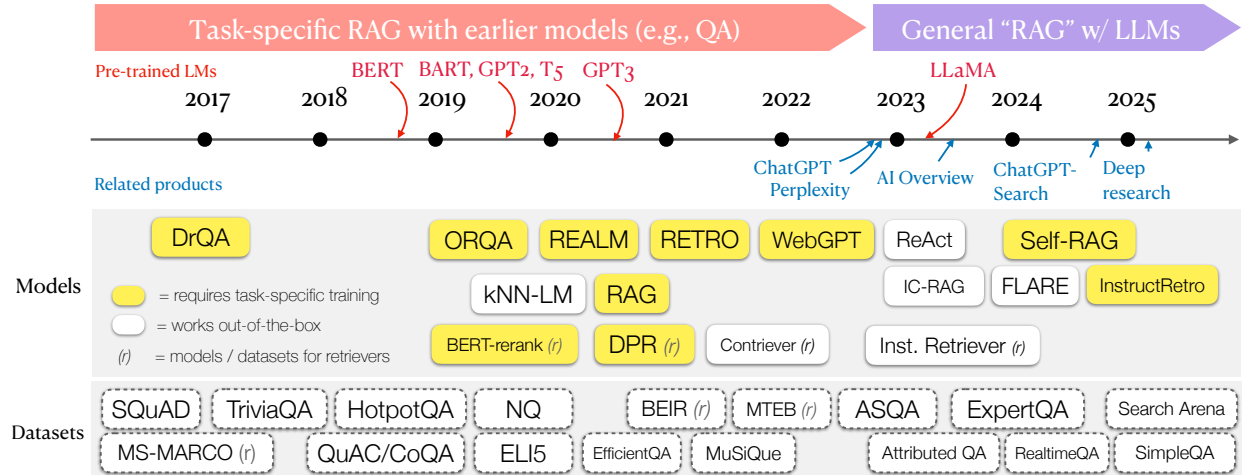 Task-specific RAG with earlier models (e.g., QA)
General “RAG” w/ LLMs
Pre-trained LMs
BERT
BART, GPT2, T5
GPT3
LLaMA
2017
2018
2019
2020
2021
2022
2023
2024
2025
Related products
ChatGPT
Perplexity
AI Overview
ChatGPT-
Search
Deep
research
Models
DrQA
ORQA
REALM
RETRO
WebGPT
ReAct
Self-RAG
kNN-LM
RAG
IC-RAG
FLARE
InstructRetro
BERT-rerank (r)
DPR (r)
Contriever (r)
Inst. Retriever (r)
= requires task-specific training
= works out-of-the-box
(r) = models / datasets for retrievers
Datasets
SQuAD
TriviaQA
HotpotQA
NQ
BEIR (r)
MTEB (r)
ASQA
ExpertQA
Search Arena
MS-MARCO (r)
QuAC/CoQA
ELI5
EfficientQA
MuSiQue
Attributed QA
RealtimeQA
SimpleQA